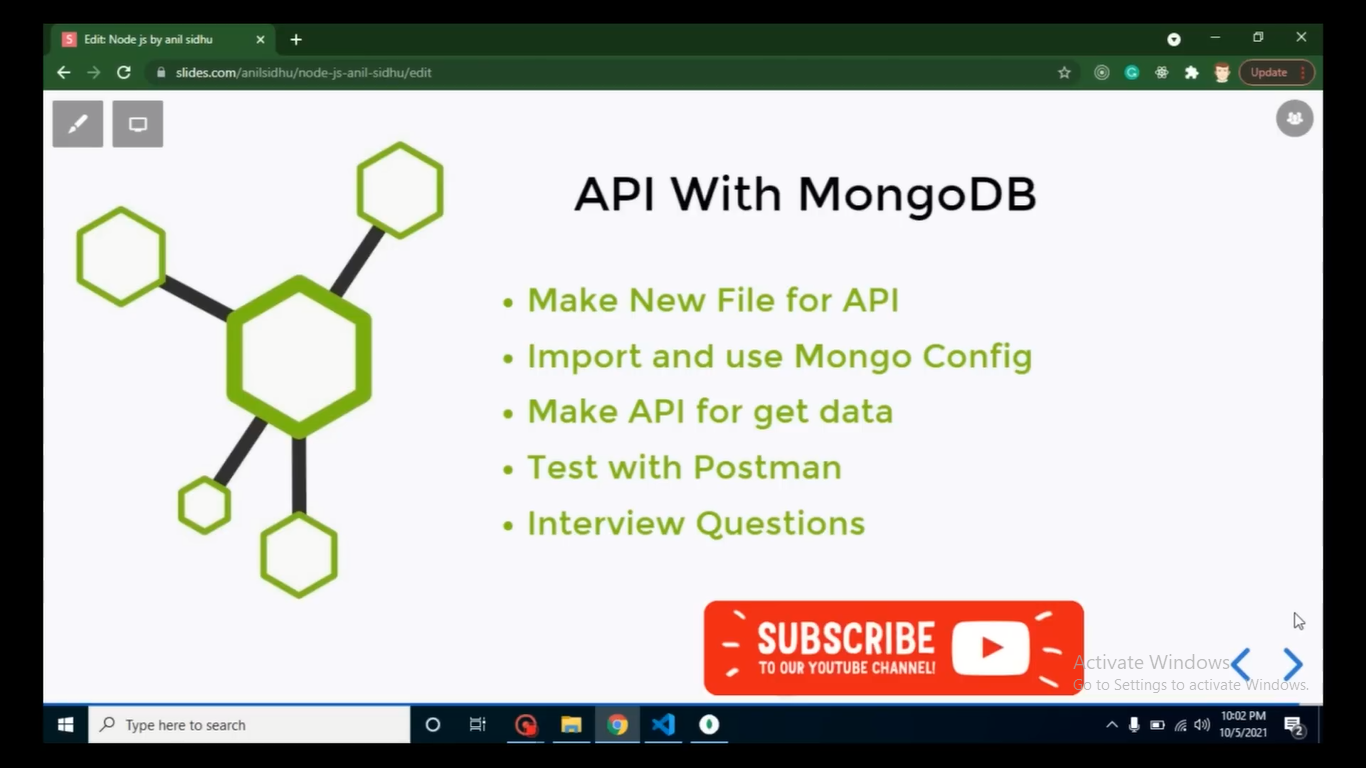 Edit: Node js by anil sidhu
slides.com/anilsidhu/node-js-anil-sidhu/edit
Update
API With MongoDB
• Make New File for API
• Import and use Mongo Config
• Make API for get data
• Test with Postman
• Interview Questions
SUBSCRIBE
TO OUR YOUTUBE CHANNEL!
Activate Windows
Go to Settings to activate Windows.
Type here to search
10:02 PM
10/5/2021
2